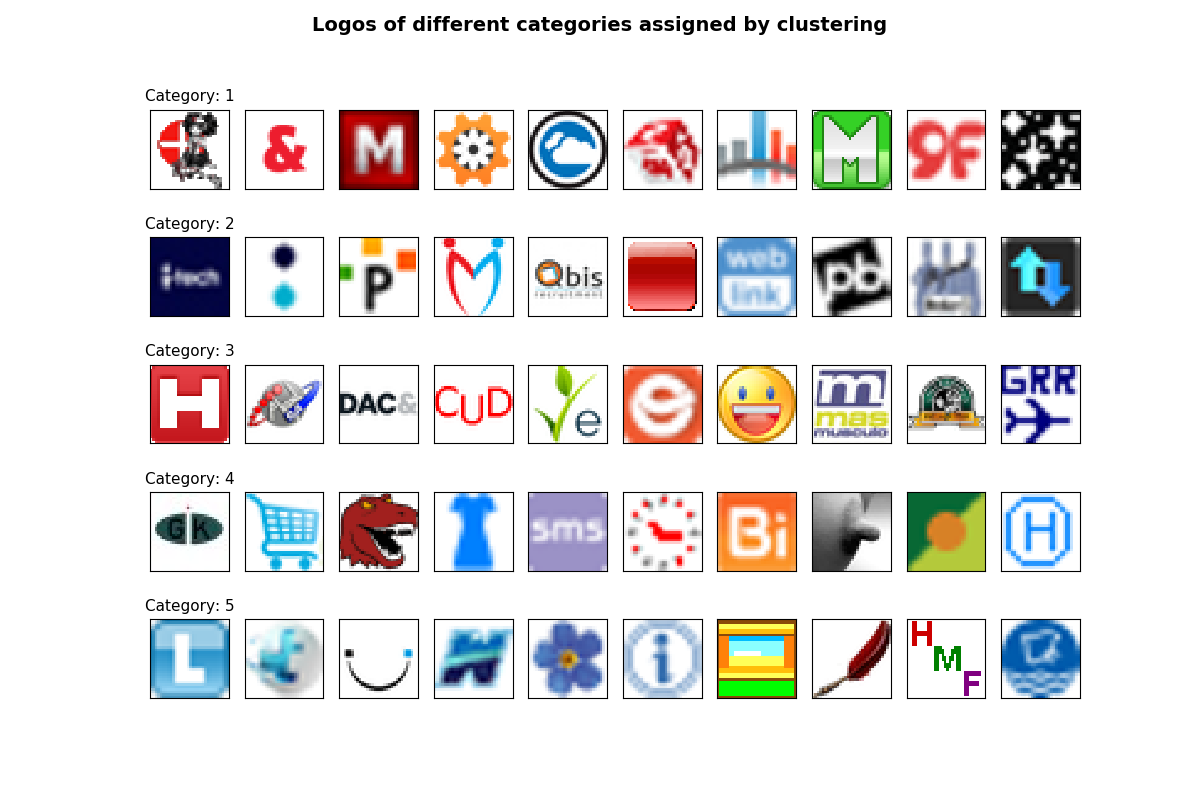 Logos of different categories assigned by clustering
Category: 1
& M M M 9F
Category: 2
i-tech P Qbis recruitment web link pb
Category: 3
H DAC& CUD e e m mas musculo GRR
Category: 4
GK sms Bi H
Category: 5
L i H M F